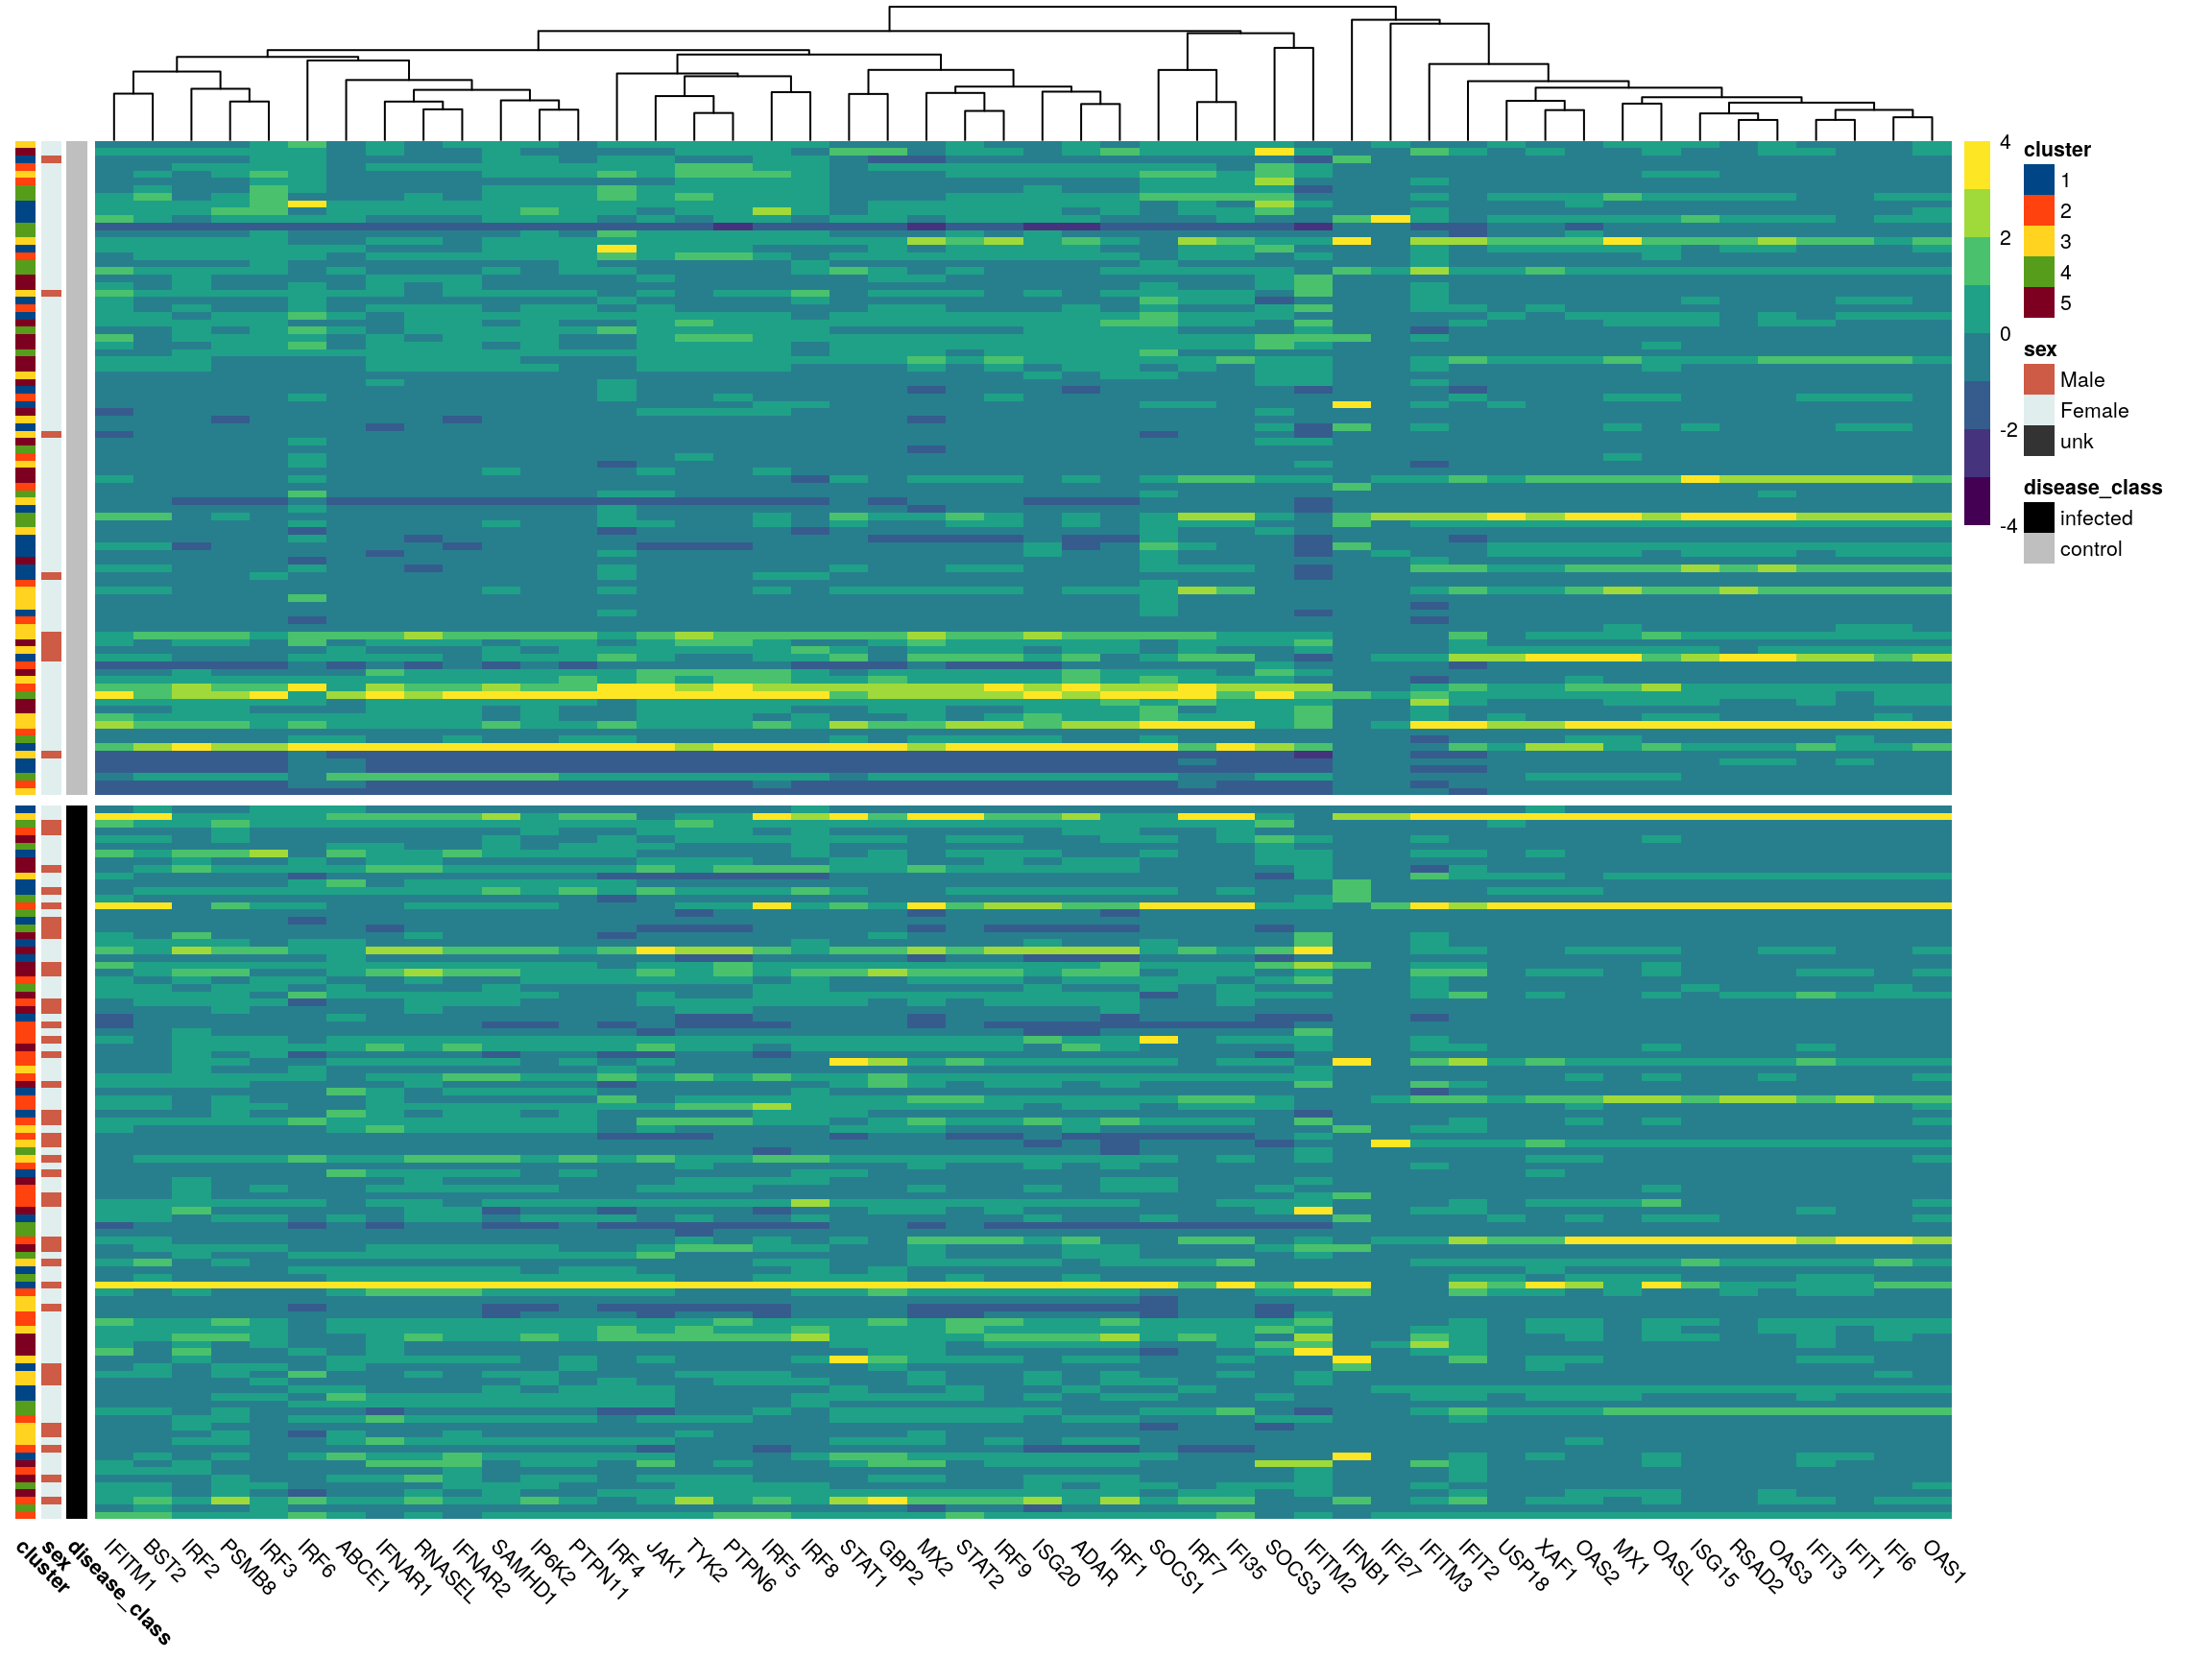 4
2
0
-2
-4
cluster
1
2
3
4
5
sex
Male
Female
unk
disease_class
infected
control
cluster
sex
disease_class
IFITM1
BST2
IRF2
PSMB8
IRF3
IRF6
ABCE1
IFNAR1
RNASEL
IFNAR2
SAMHD1
IP6K2
PTPN11
IRF4
JAK1
TYK2
PTPN6
IRF5
IRF8
STAT1
GBP2
MX2
STAT2
IRF9
ISG20
ADAR
IRF1
SOCS1
IRF7
IFI35
SOCS3
IFITM2
IFNB1
IFI27
IFITM3
IFIT2
USP18
XAF1
OAS2
MX1
OASL
ISG15
RSAD2
OAS3
IFIT3
IFIT1
IFI6
OAS1